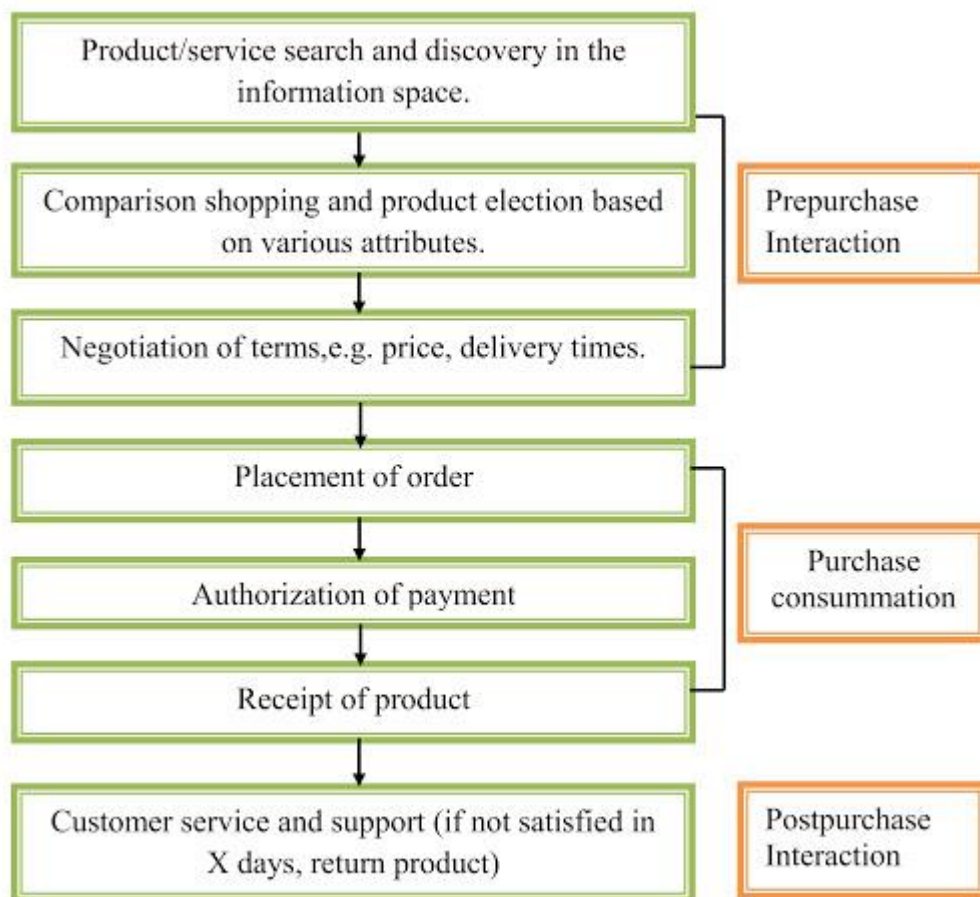 Product/service search and discovery in the
information space.
Comparison shopping and product election based
on various attributes.
Prepurchase
Interaction
Negotiation of terms,e.g. price, delivery times.
Placement of order
Authorization of payment
Purchase
consummation
Receipt of product
Customer service and support (if not satisfied in
X days, return product)
Postpurchase
Interaction